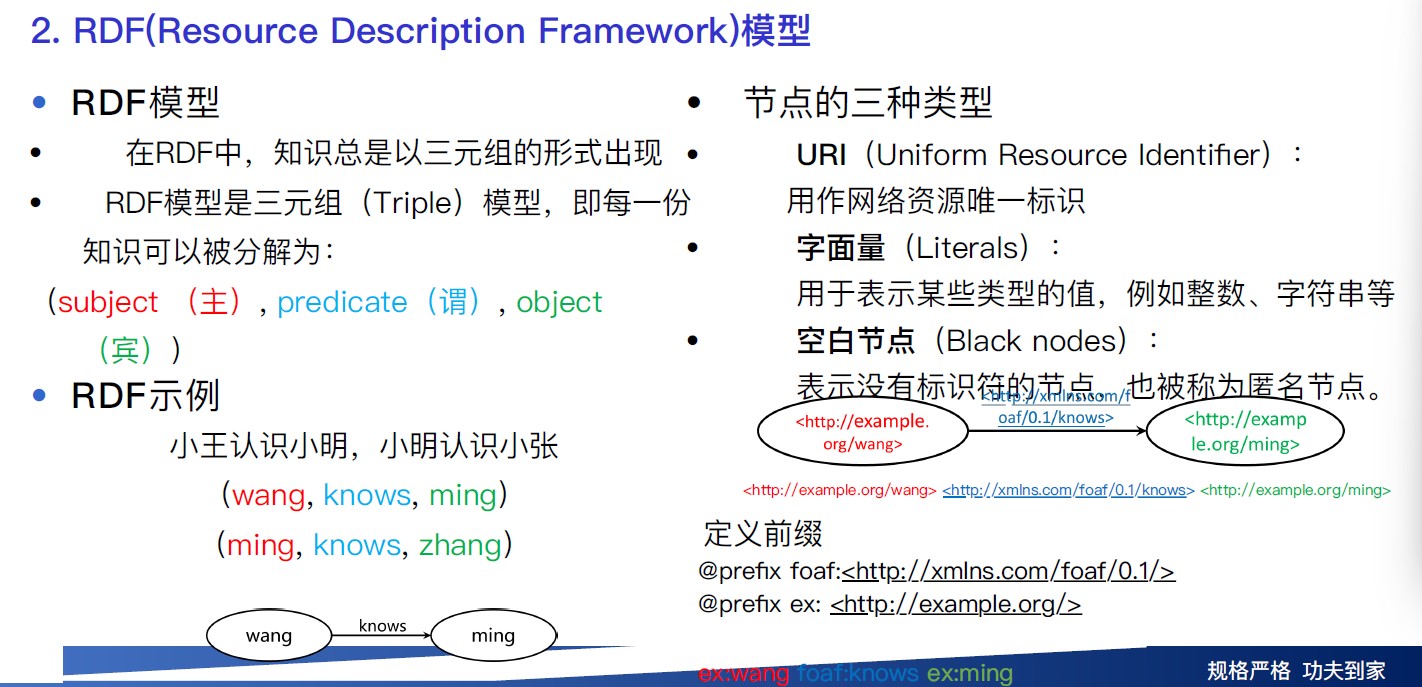 2. RDF(Resource Description Framework)模型
• RDF模型
• 在RDF中，知识总是以三元组的形式出现
• RDF模型是三元组（Triple）模型，即每一份
知识可以被分解为：
（subject （主）, predicate（谓）, object
（宾））
• RDF示例
小王认识小明，小明认识小张
(wang, knows, ming)
(ming, knows, zhang)
wang
knows
ming
• 节点的三种类型
• URI（Uniform Resource Identifier）：
用作网络资源唯一标识
• 字面量（Literals）：
用于表示某些类型的值，例如整数、字符串等
• 空白节点（Black nodes）：
表示没有标识符的节点，也被称为匿名节点。
<http://example.
org/wang>
<http://xmlns.com/f
oaf/0.1/knows>
<http://examp
le.org/ming>
<http://example.org/wang> <http://xmlns.com/foaf/0.1/knows> <http://example.org/ming>
定义前缀
@prefix foaf:<http://xmlns.com/foaf/0.1/>
@prefix ex: <http://example.org/>
ex:wang foaf:knows ex:ming
规格严格 功夫到家